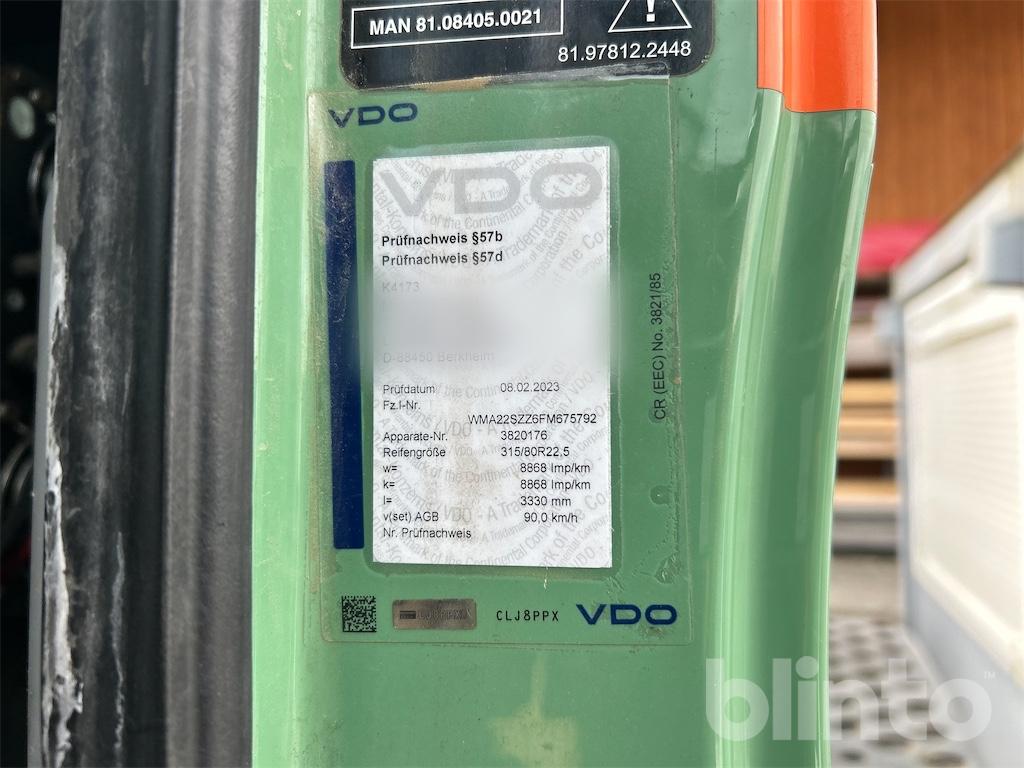 MAN 81.08405.0021
!
81.97812.2448
VDO
VDO
Prüfnachweis §57b
Prüfnachweis §57d
K4173
D-88450 Berkheim
Prüfdatum 08.02.2023
Fz.I-Nr.
WMA22SZZ6FM675792
Apparate-Nr. 3820176
Reifengröße 315/80R22,5
w= 8868 Imp/km
k= 8868 Imp/km
l= 3330 mm
v(set) AGB 90,0 km/h
Nr. Prüfnachweis
CR (EEC) No. 3821/85
CLJ8PPX
CLJ8PPX
VDO
blinto™